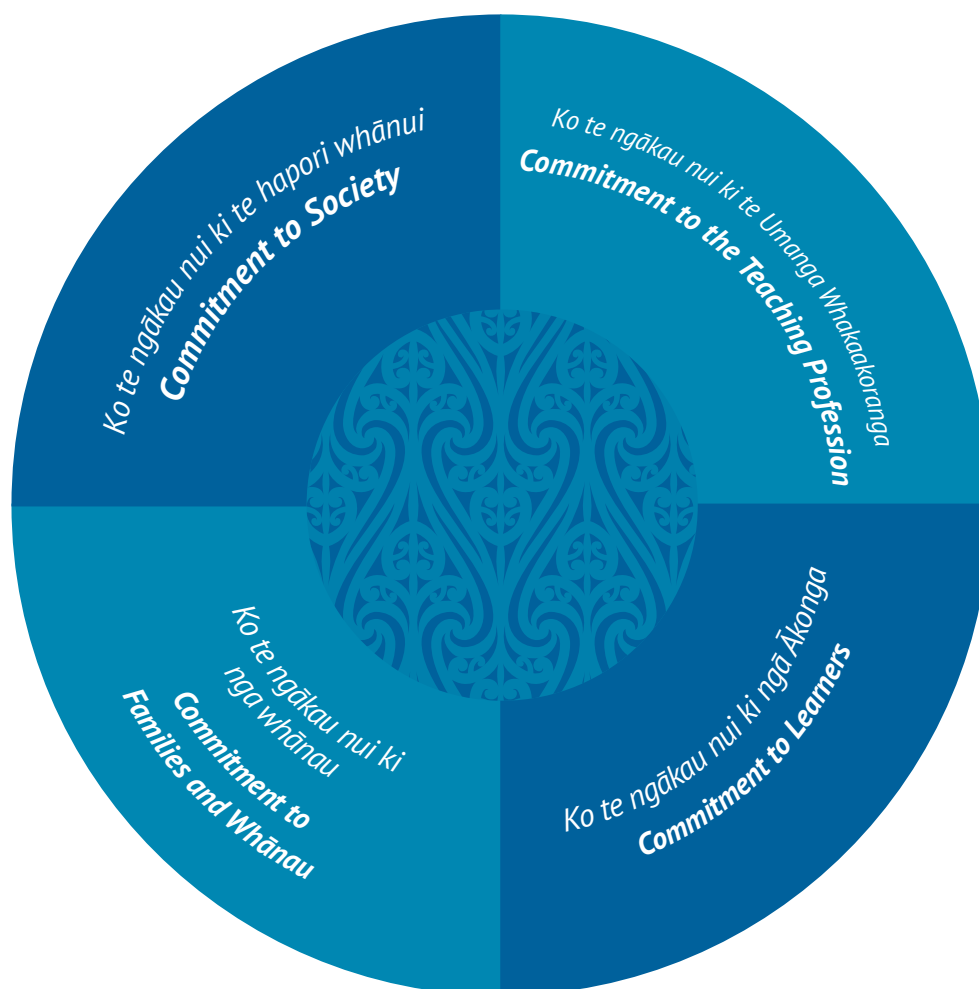 Ko te ngākau nui ki te hapori whānui
Commitment to Society
Ko te ngākau nui ki te Umanga Whakaakoranga
Commitment to the Teaching Profession
Ko te ngākau nui ki
nga whānau
Commitment to
Families and Whānau
Ko te ngākau nui ki ngā Ākonga
Commitment to Learners